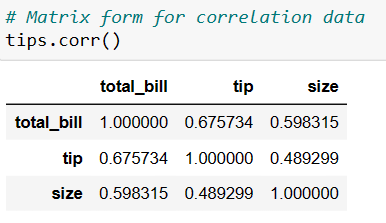 # Matrix form for correlation data
tips.corr()
total_bill tip size
total_bill 1.000000 0.675734 0.598315
tip 0.675734 1.000000 0.489299
size 0.598315 0.489299 1.000000